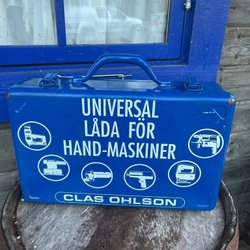 UNIVERSAL
LÅDA FÖR
HAND-MASKINER
CLAS OHLSON